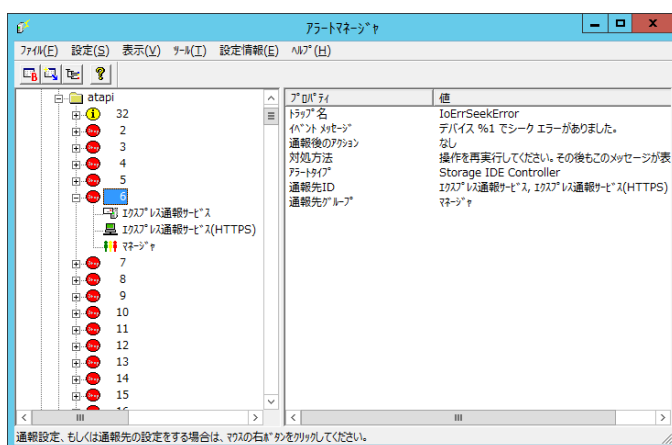 アラートマネージャ
ファイル(F) 設定(S) 表示(V) ツール(T) 設定情報(E) ヘルプ(H)
atapi
32
2
3
4
5
6
エクスプレス通報サービス
エクスプレス通報サービス(HTTPS)
マネージャ
7
8
9
10
11
12
13
14
15
プロパティ 値
トラップ名 IoErrSeekError
イベント メッセージ デバイス %1 でシーク エラーがありました。
通報後のアクション なし
対処方法 操作を再実行してください。その後もこのメッセージが表
アラートタイプ Storage IDE Controller
通報先ID エクスプレス通報サービス, エクスプレス通報サービス(HTTPS)
通報先グループ マネージャ
通報設定、もしくは通報先の設定をする場合は、マウスの右ボタンをクリックしてください。